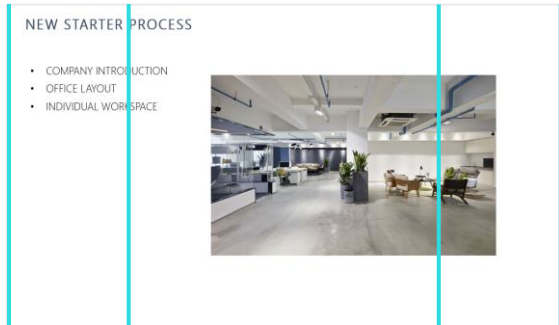 NEW STARTER PROCESS
• COMPANY INTRODUCTION
• OFFICE LAYOUT
• INDIVIDUAL WORKSPACE